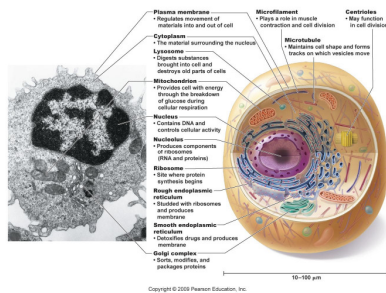 Plasma membrane
• Regulates movement of
materials into and out of cell
Cytoplasm
• The material surrounding the nucleus
Lysosome
• Digests substances
brought into cell and
destroys old parts of cells
Mitochondrion
• Provides cell with energy
through the breakdown
of glucose during
cellular respiration
Nucleus
• Contains DNA and
controls cellular activity
Nucleolus
• Produces components
of ribosomes
(RNA and proteins)
Ribosome
• Site where protein
synthesis begins
Rough endoplasmic
reticulum
• Studded with ribosomes
and produces
membrane
Smooth endoplasmic
reticulum
• Detoxifies drugs and produces
membrane
Golgi complex
• Sorts, modifies, and
packages proteins
Microfilament
• Plays a role in muscle
contraction and cell division
Centrioles
• May function
in cell division
Microtubule
• Maintains cell shape and forms
tracks on which vesicles move
10–100 μm
Copyright © 2009 Pearson Education, Inc.